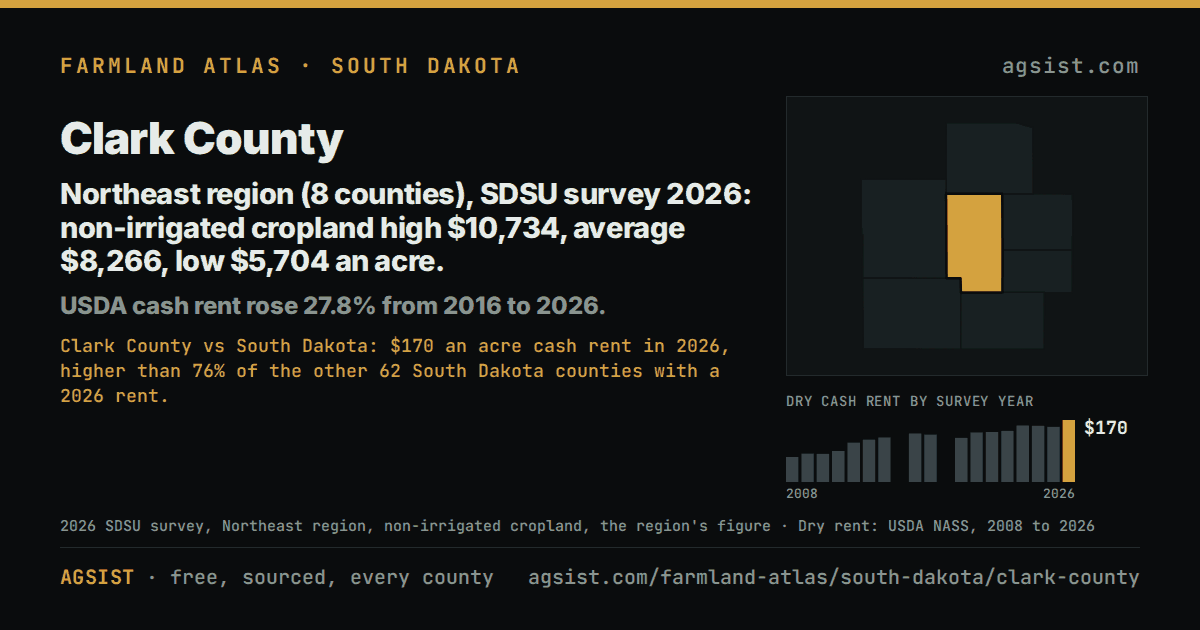 FARMLAND ATLAS · SOUTH DAKOTA
agsist.com
Clark County
Northeast region (8 counties), SDSU survey 2026:
non-irrigated cropland high $10,734, average
$8,266, low $5,704 an acre.
USDA cash rent rose 27.8% from 2016 to 2026.
Clark County vs South Dakota: $170 an acre cash rent in 2026,
higher than 76% of the other 62 South Dakota counties with a
2026 rent.
DRY CASH RENT BY SURVEY YEAR
$170
2008
2026
2026 SDSU survey, Northeast region, non-irrigated cropland, the region's figure · Dry rent: USDA NASS, 2008 to 2026
AGSIST · free, sourced, every county
agsist.com/farmland-atlas/south-dakota/clark-county